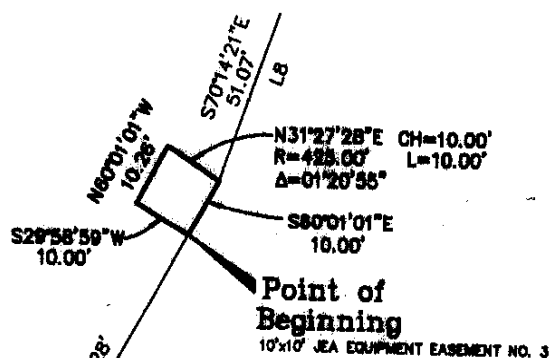 S70°14'21"E
51.07'
L8
N31°27'28"E CH=10.00'
R=425.00' L=10.00'
Δ=01°20'55"
N60°01'01"W
10.26'
S60°01'01"E
10.00'
S29°58'59"W
10.00'
Point of
Beginning
10'x10' JEA EQUIPMENT EASEMENT NO. 3
28'